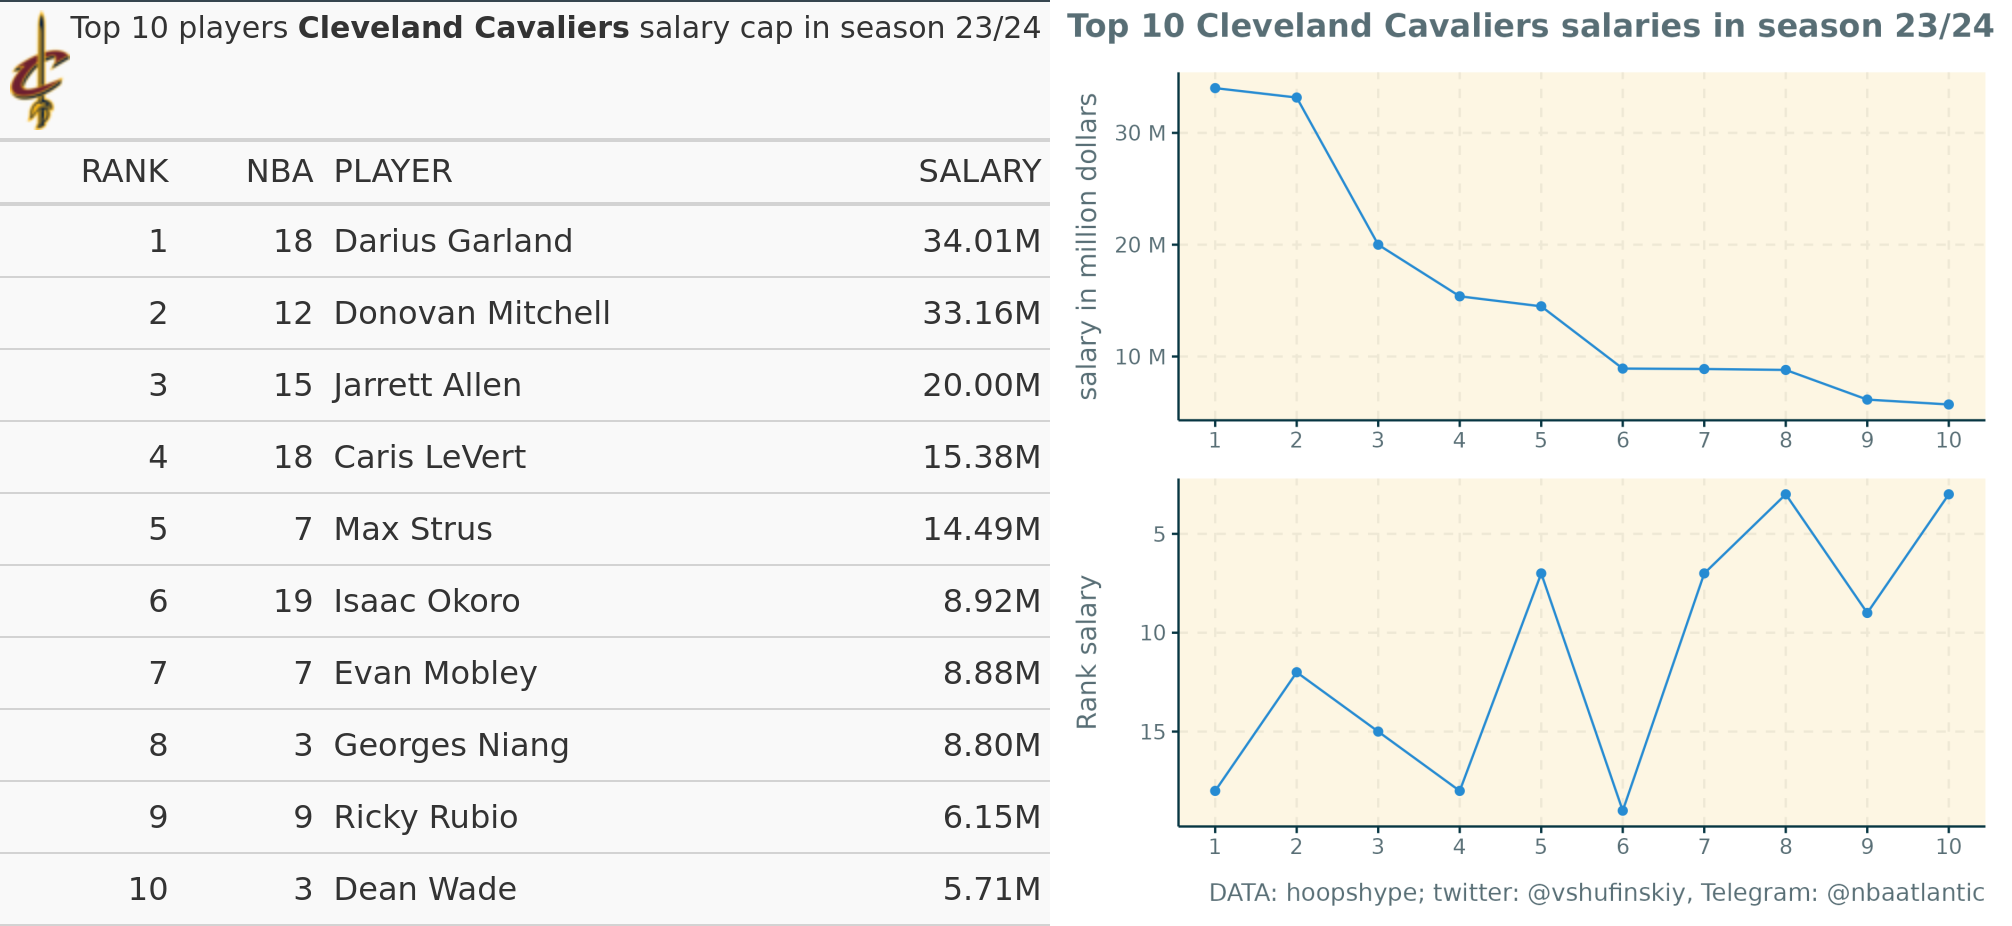 Top 10 players Cleveland Cavaliers salary cap in season 23/24
RANK NBA PLAYER SALARY
1 18 Darius Garland 34.01M
2 12 Donovan Mitchell 33.16M
3 15 Jarrett Allen 20.00M
4 18 Caris LeVert 15.38M
5 7 Max Strus 14.49M
6 19 Isaac Okoro 8.92M
7 7 Evan Mobley 8.88M
8 3 Georges Niang 8.80M
9 9 Ricky Rubio 6.15M
10 3 Dean Wade 5.71M
Top 10 Cleveland Cavaliers salaries in season 23/24
salary in million dollars
30 M
20 M
10 M
1 2 3 4 5 6 7 8 9 10
Rank salary
5
10
15
1 2 3 4 5 6 7 8 9 10
DATA: hoopshype; twitter: @vshufinskiy, Telegram: @nbaatlantic